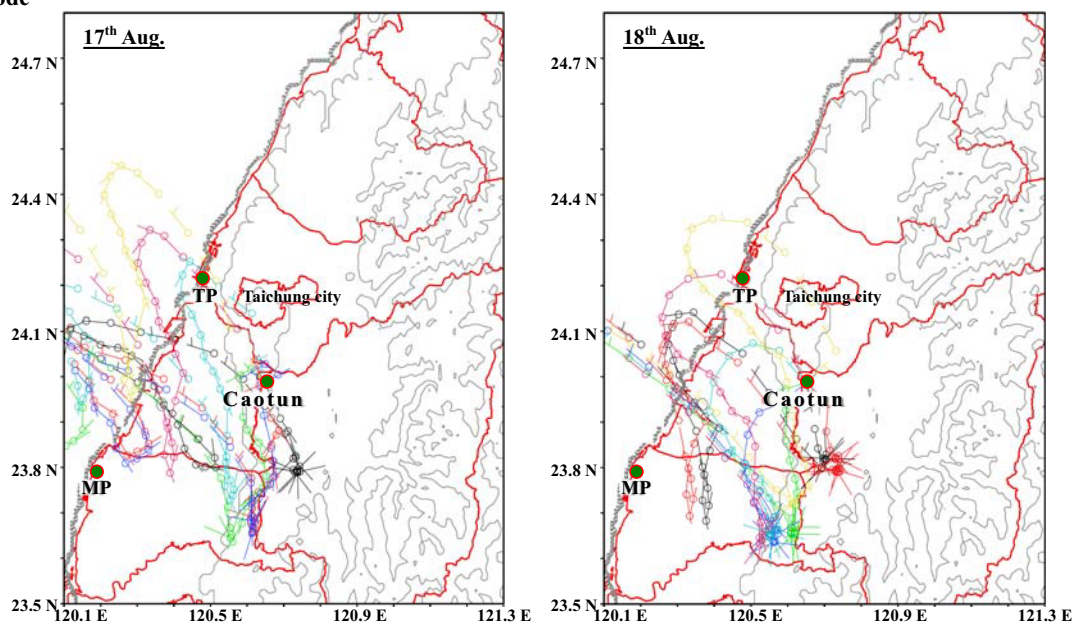 17th Aug.
24.7 N
24.4 N
24.1 N
23.8 N
23.5 N
TP
Taichung city
Caotun
MP
120.1 E
120.5 E
120.9 E
121.3 E
18th Aug.
24.7 N
24.4 N
24.1 N
23.8 N
23.5 N
TP
Taichung city
Caotun
MP
120.1 E
120.5 E
120.9 E
121.3 E